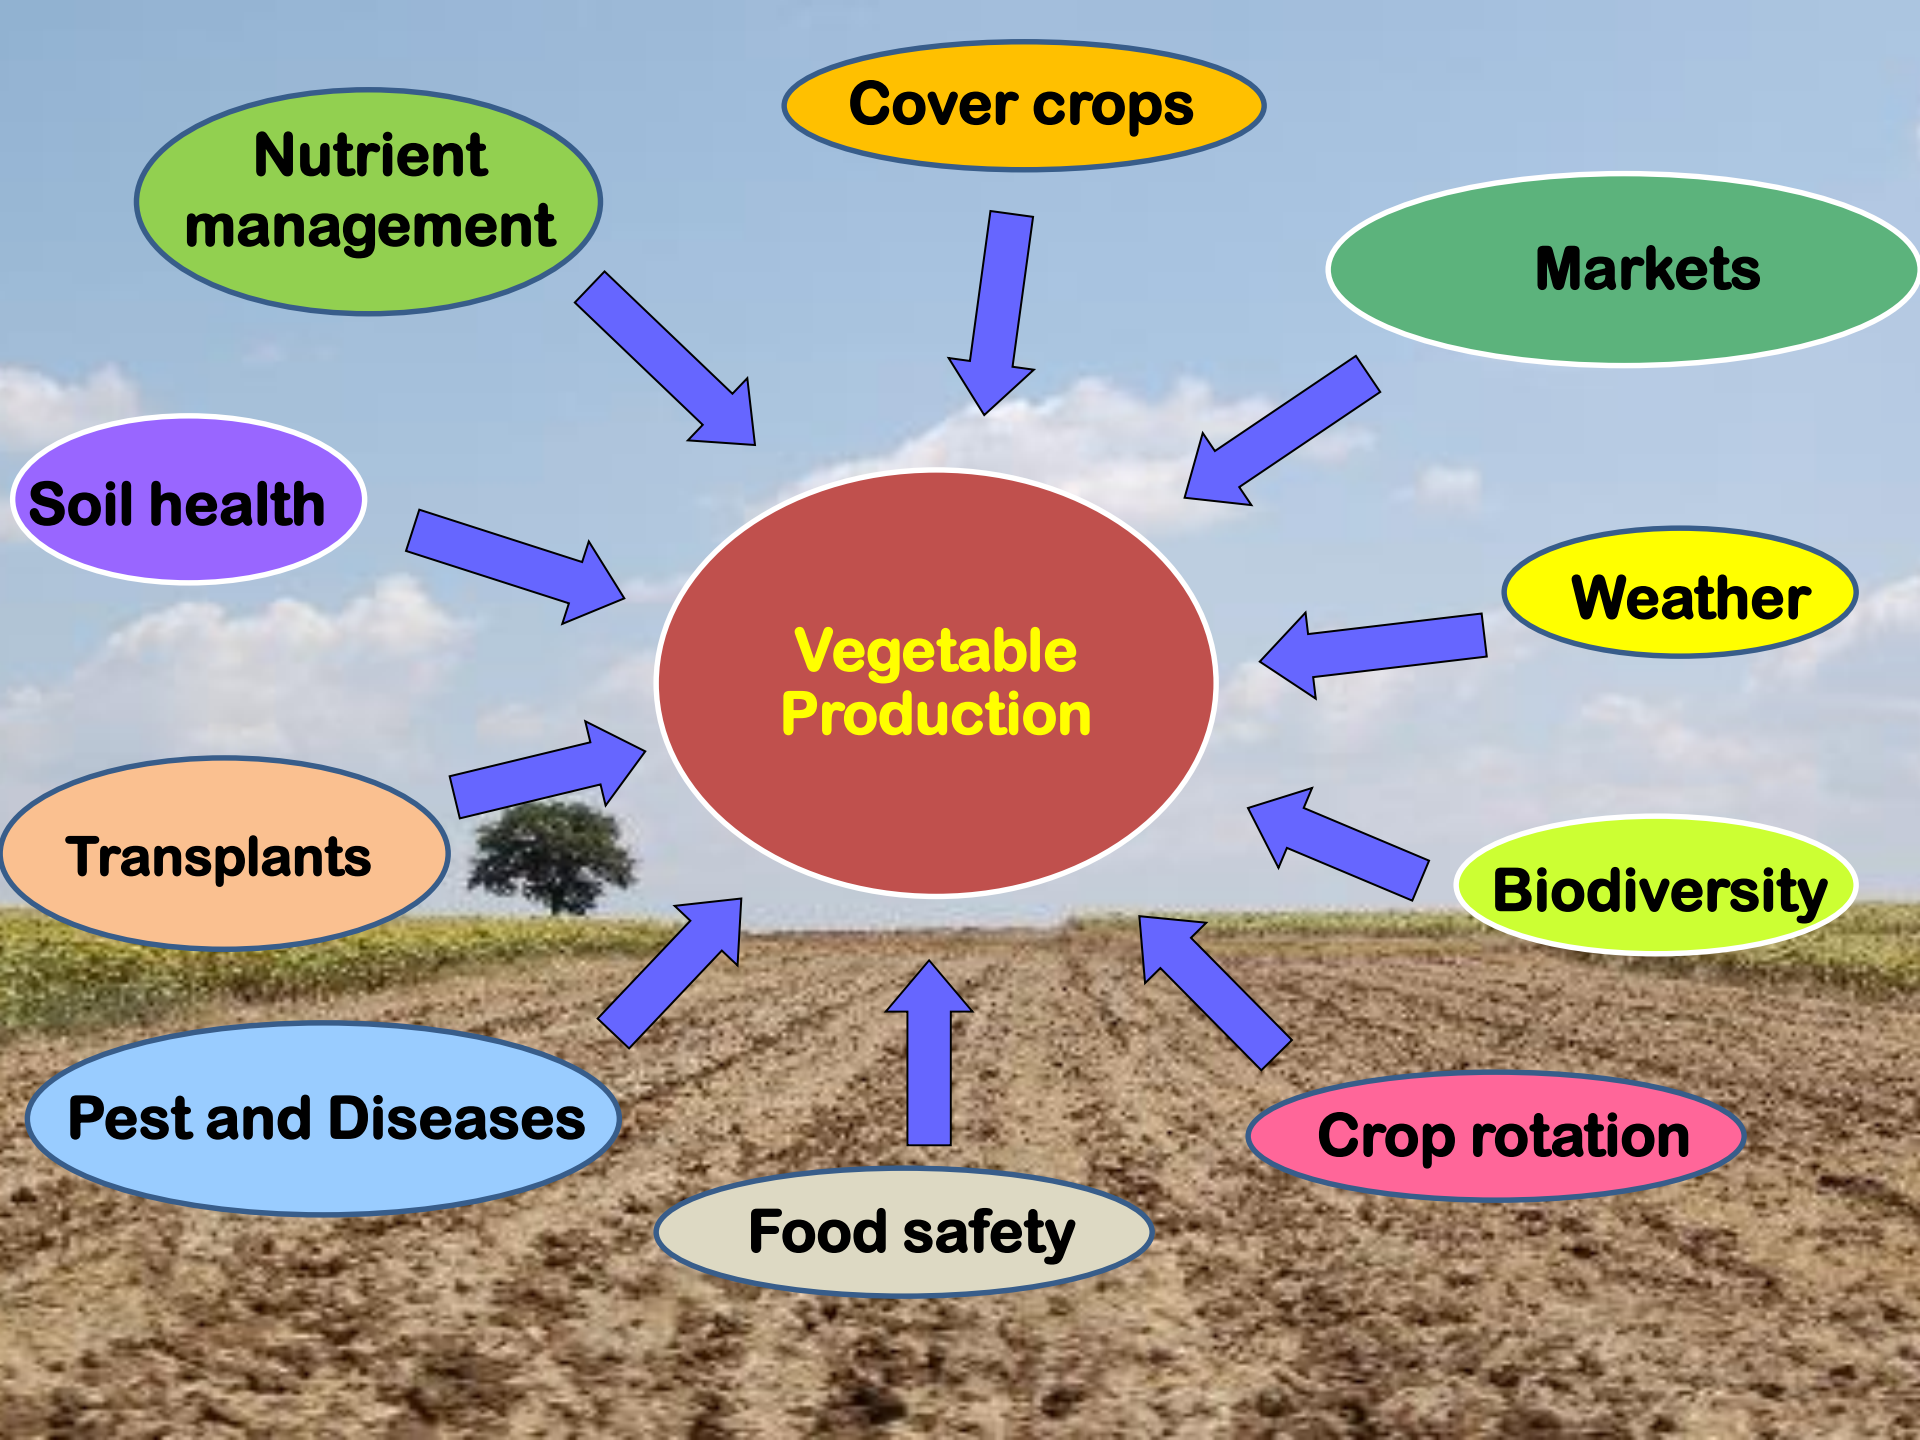 Cover crops
Nutrient
management
Markets
Soil health
Weather
Vegetable
Production
Transplants
Biodiversity
Pest and Diseases
Crop rotation
Food safety